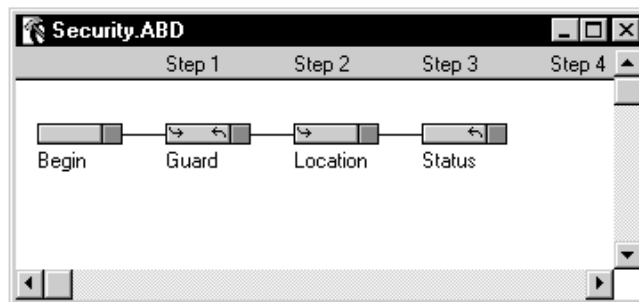 Security.ABD
Step 1 Step 2 Step 3 Step 4
Begin Guard Location Status